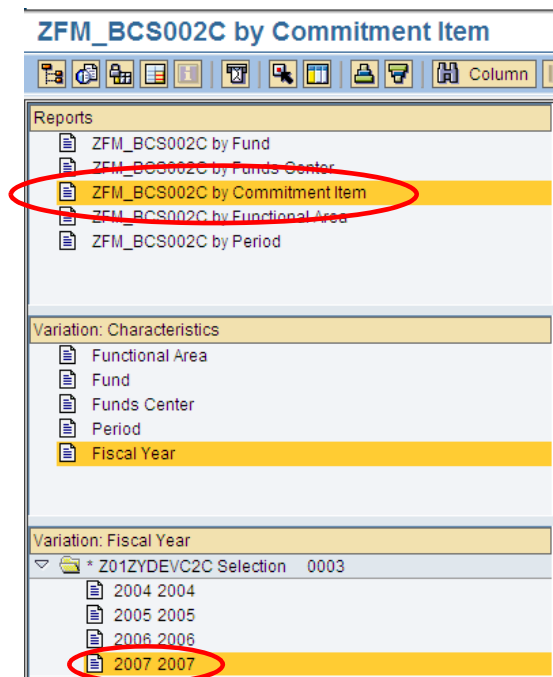 ZFM_BCS002C by Commitment Item
Column
Reports
ZFM_BCS002C by Fund
ZFM_BCS002C by Funds Center
ZFM_BCS002C by Commitment Item
ZFM_BCS002C by Functional Area
ZFM_BCS002C by Period
Variation: Characteristics
Functional Area
Fund
Funds Center
Period
Fiscal Year
Variation: Fiscal Year
* Z01ZYDEVC2C Selection 0003
2004 2004
2005 2005
2006 2006
2007 2007